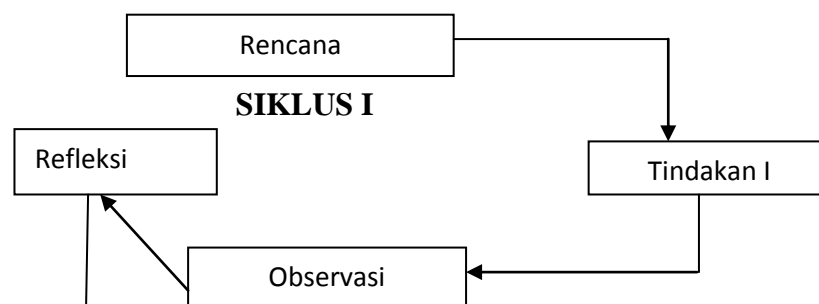 Rencana
SIKLUS I
Refleksi
Tindakan I
Observasi